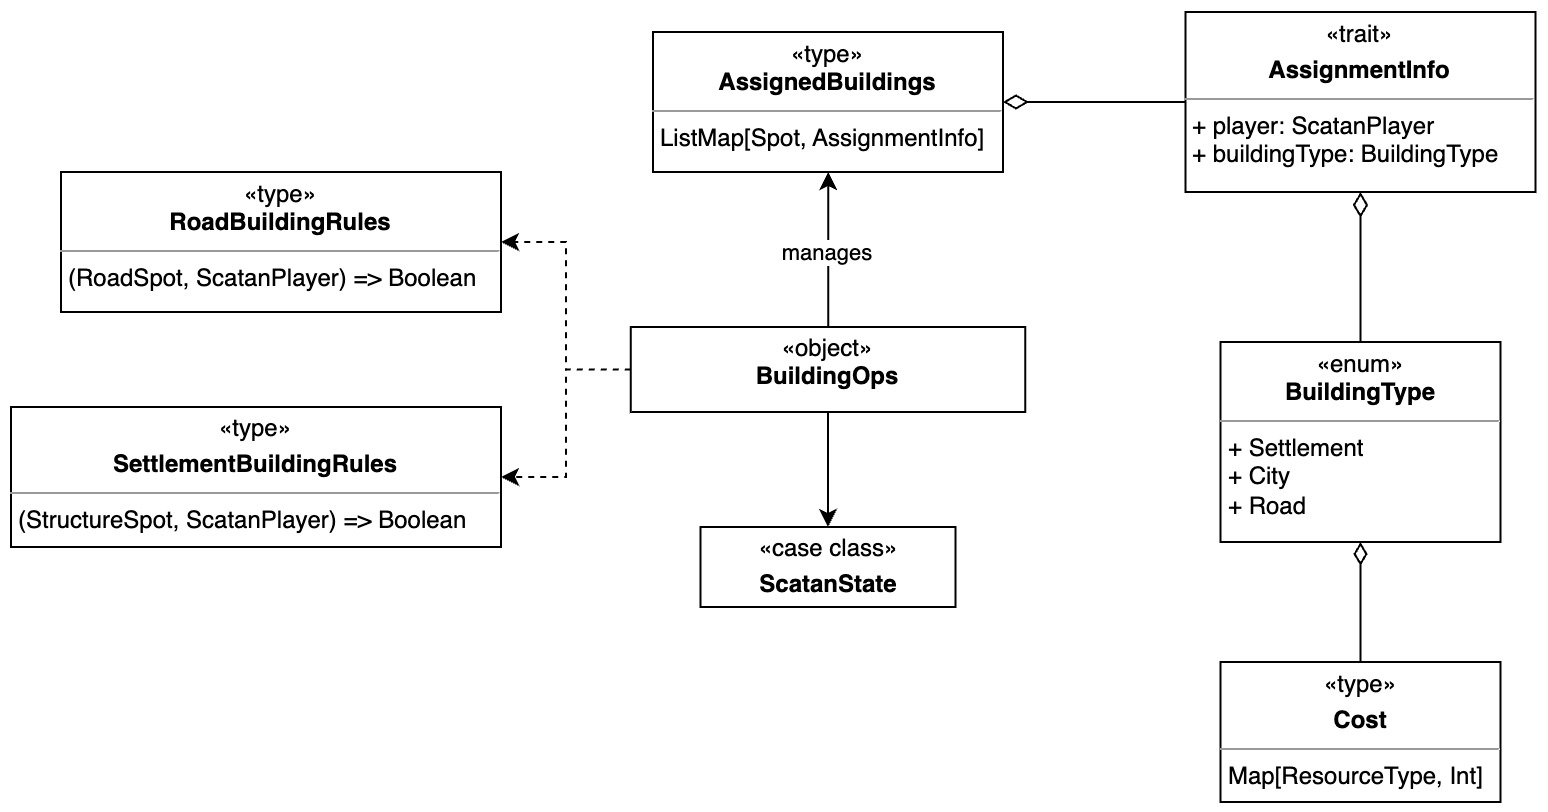 «type»
AssignedBuildings
ListMap[Spot, AssignmentInfo]
«trait»
AssignmentInfo
+ player: ScatanPlayer
+ buildingType: BuildingType
«type»
RoadBuildingRules
(RoadSpot, ScatanPlayer) => Boolean
manages
«object»
BuildingOps
«enum»
BuildingType
+ Settlement
+ City
+ Road
«type»
SettlementBuildingRules
(StructureSpot, ScatanPlayer) => Boolean
«case class»
ScatanState
«type»
Cost
Map[ResourceType, Int]